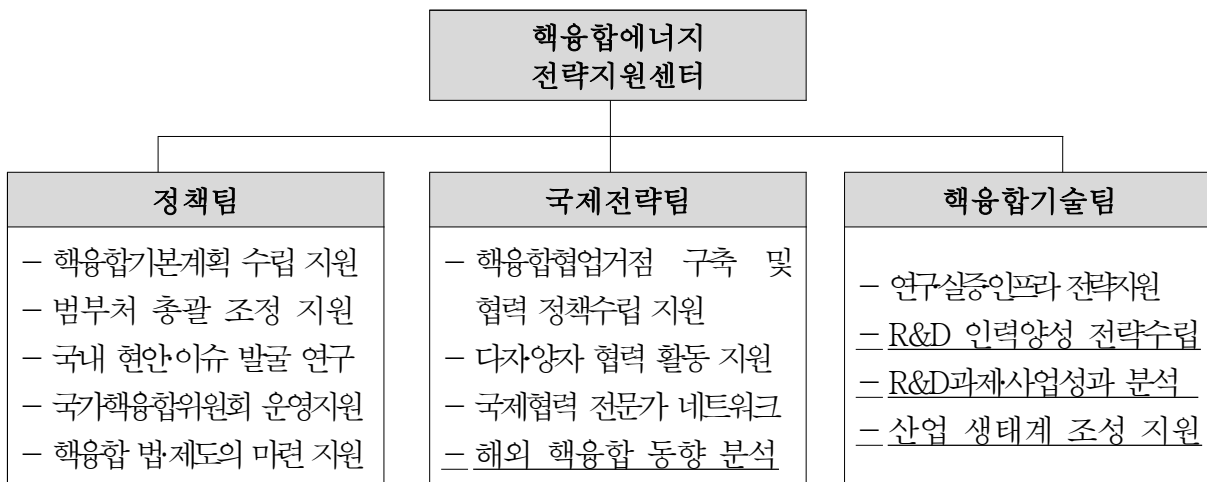 핵융합에너지
전략지원센터
정책팀
- 핵융합기본계획 수립 지원
- 범부처 총괄 조정 지원
- 국내 현안·이슈 발굴 연구
- 국가핵융합위원회 운영지원
- 핵융합 법·제도의 마련 지원
국제전략팀
- 핵융합협업거점 구축 및
협력 정책수립 지원
- 다자·양자 협력 활동 지원
- 국제협력 전문가 네트워크
- 해외 핵융합 동향 분석
핵융합기술팀
- 연구·실증인프라 전략지원
- R&D 인력양성 전략수립
- R&D과제·사업성과 분석
- 산업 생태계 조성 지원